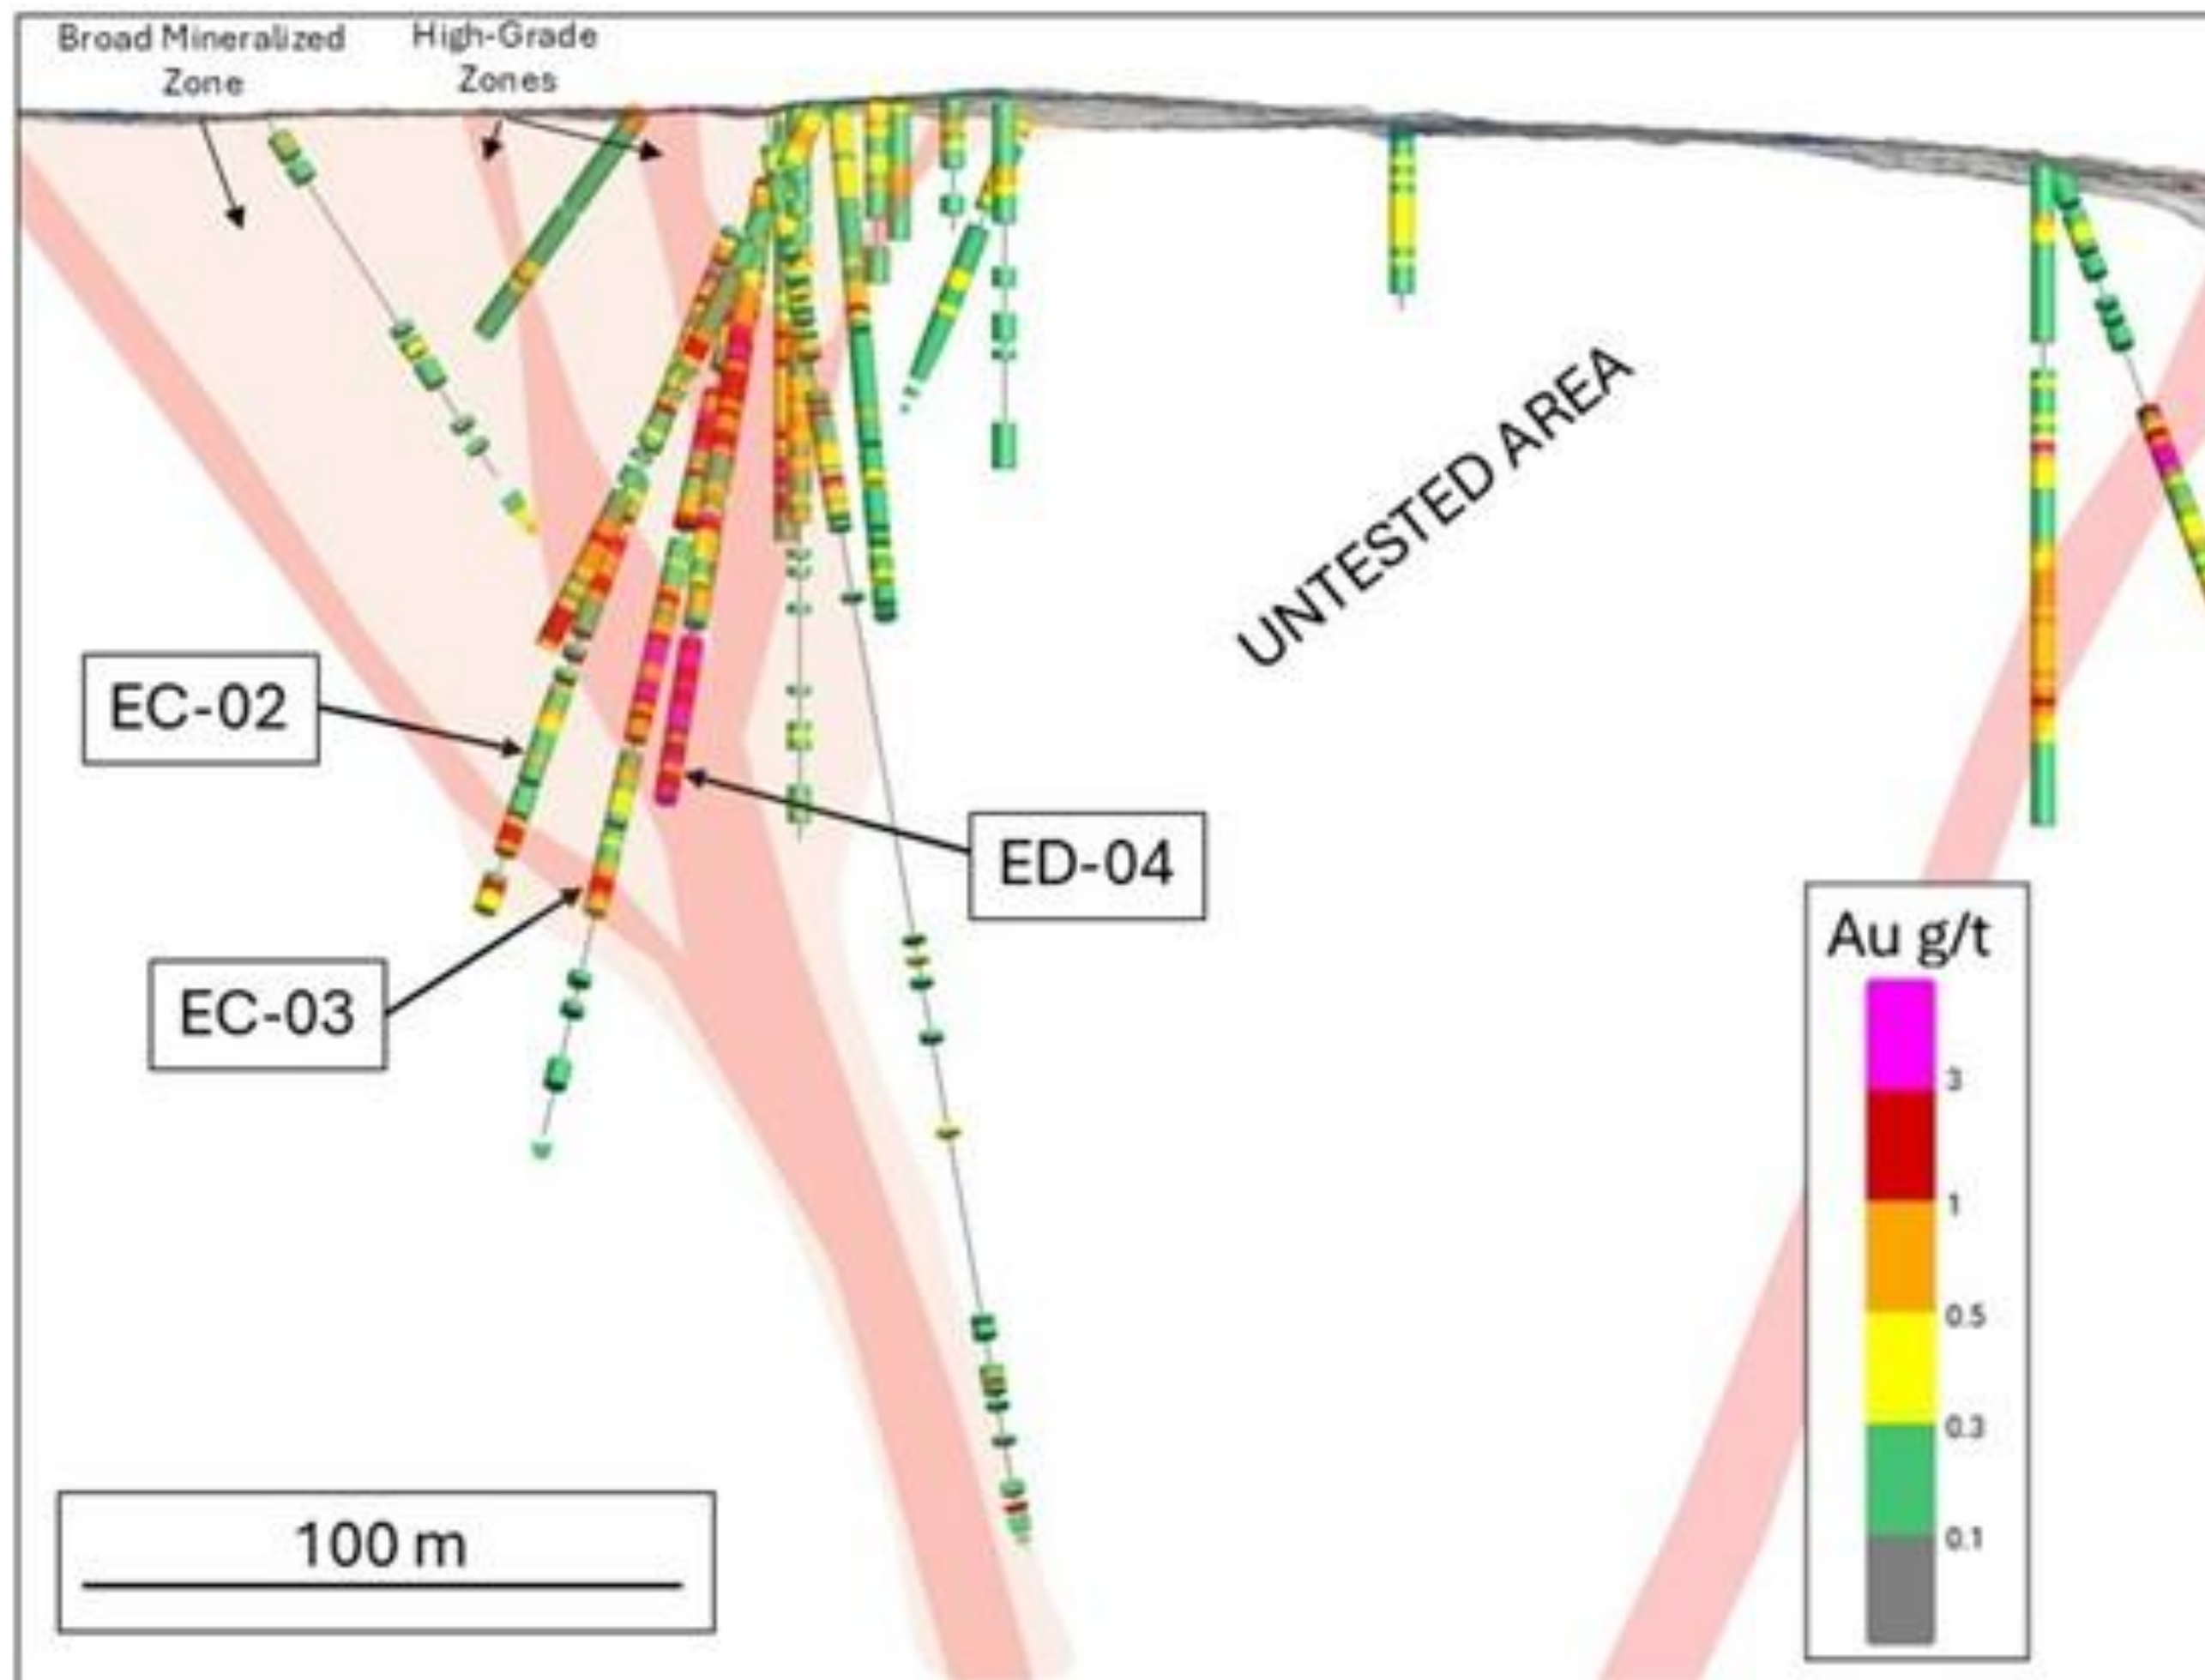 Broad Mineralized
Zone
High-Grade
Zones
UNTESTED AREA
EC-02
ED-04
EC-03
Au g/t
3
1
0.5
0.3
0.1
100 m